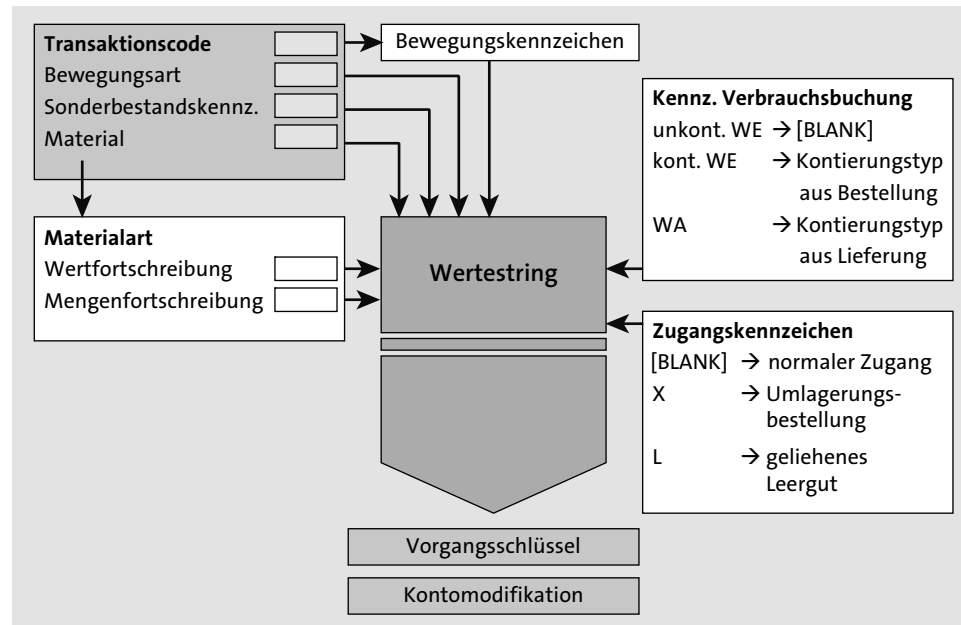 Transaktionscode
Bewegungsart
Sonderbestandskennz.
Material
Bewegungskennzeichen
Materialart
Wertfortschreibung
Mengenfortschreibung
Wertestring
Kennz. Verbrauchsbuchung
unkont. WE → [BLANK]
kont. WE → Kontierungstyp
aus Bestellung
WA → Kontierungstyp
aus Lieferung
Zugangskennzeichen
[BLANK] → normaler Zugang
X → Umlagerungs-
bestellung
L → geliehenes
Leergut
Vorgangsschlüssel
Kontomodifikation